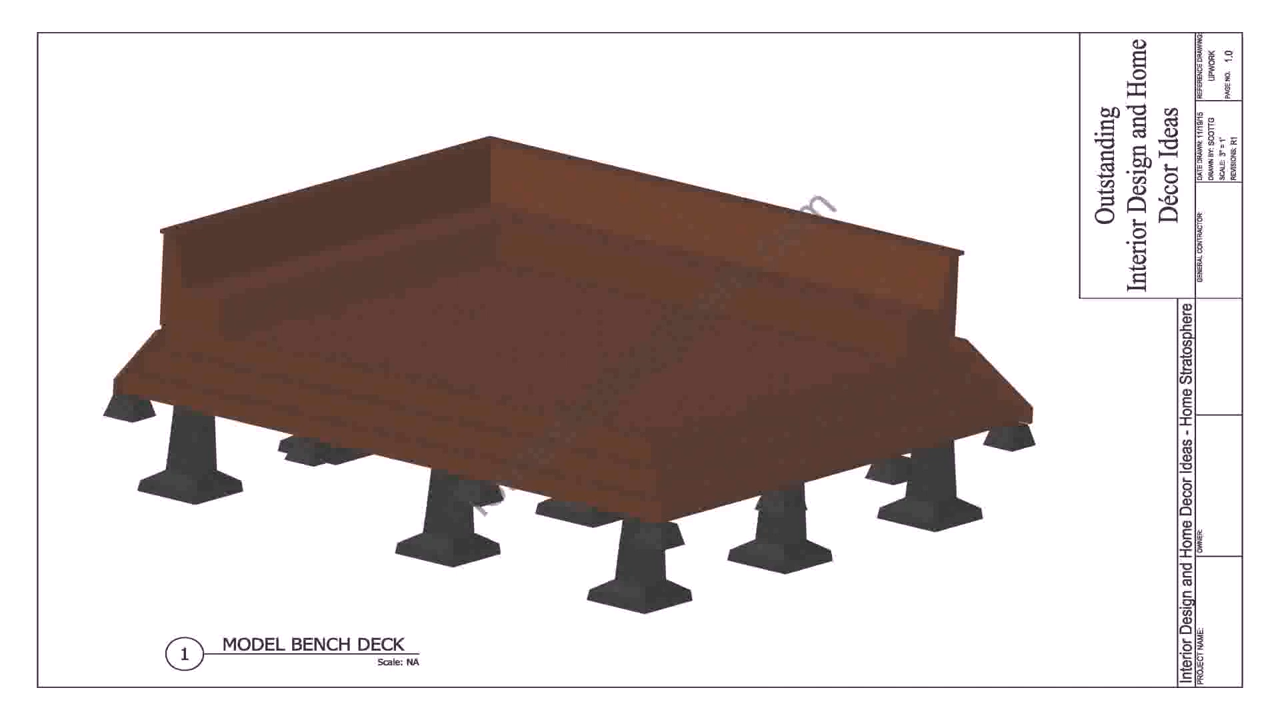 Outstanding
Interior Design and Home
Décor Ideas
REFERENCE DRAWING:
UPWORK
PAGE NO. 1.0
DATE DRAWN: 11/19/15
DRAWN BY: SCOTTG
SCALE: 3" = 1'
REVISIONS: R1
GENERAL CONTRACTOR:
OWNER:
PROJECT NAME:
Interior Design and Home Decor Ideas - Home Stratosphere
1
MODEL BENCH DECK
Scale: NA